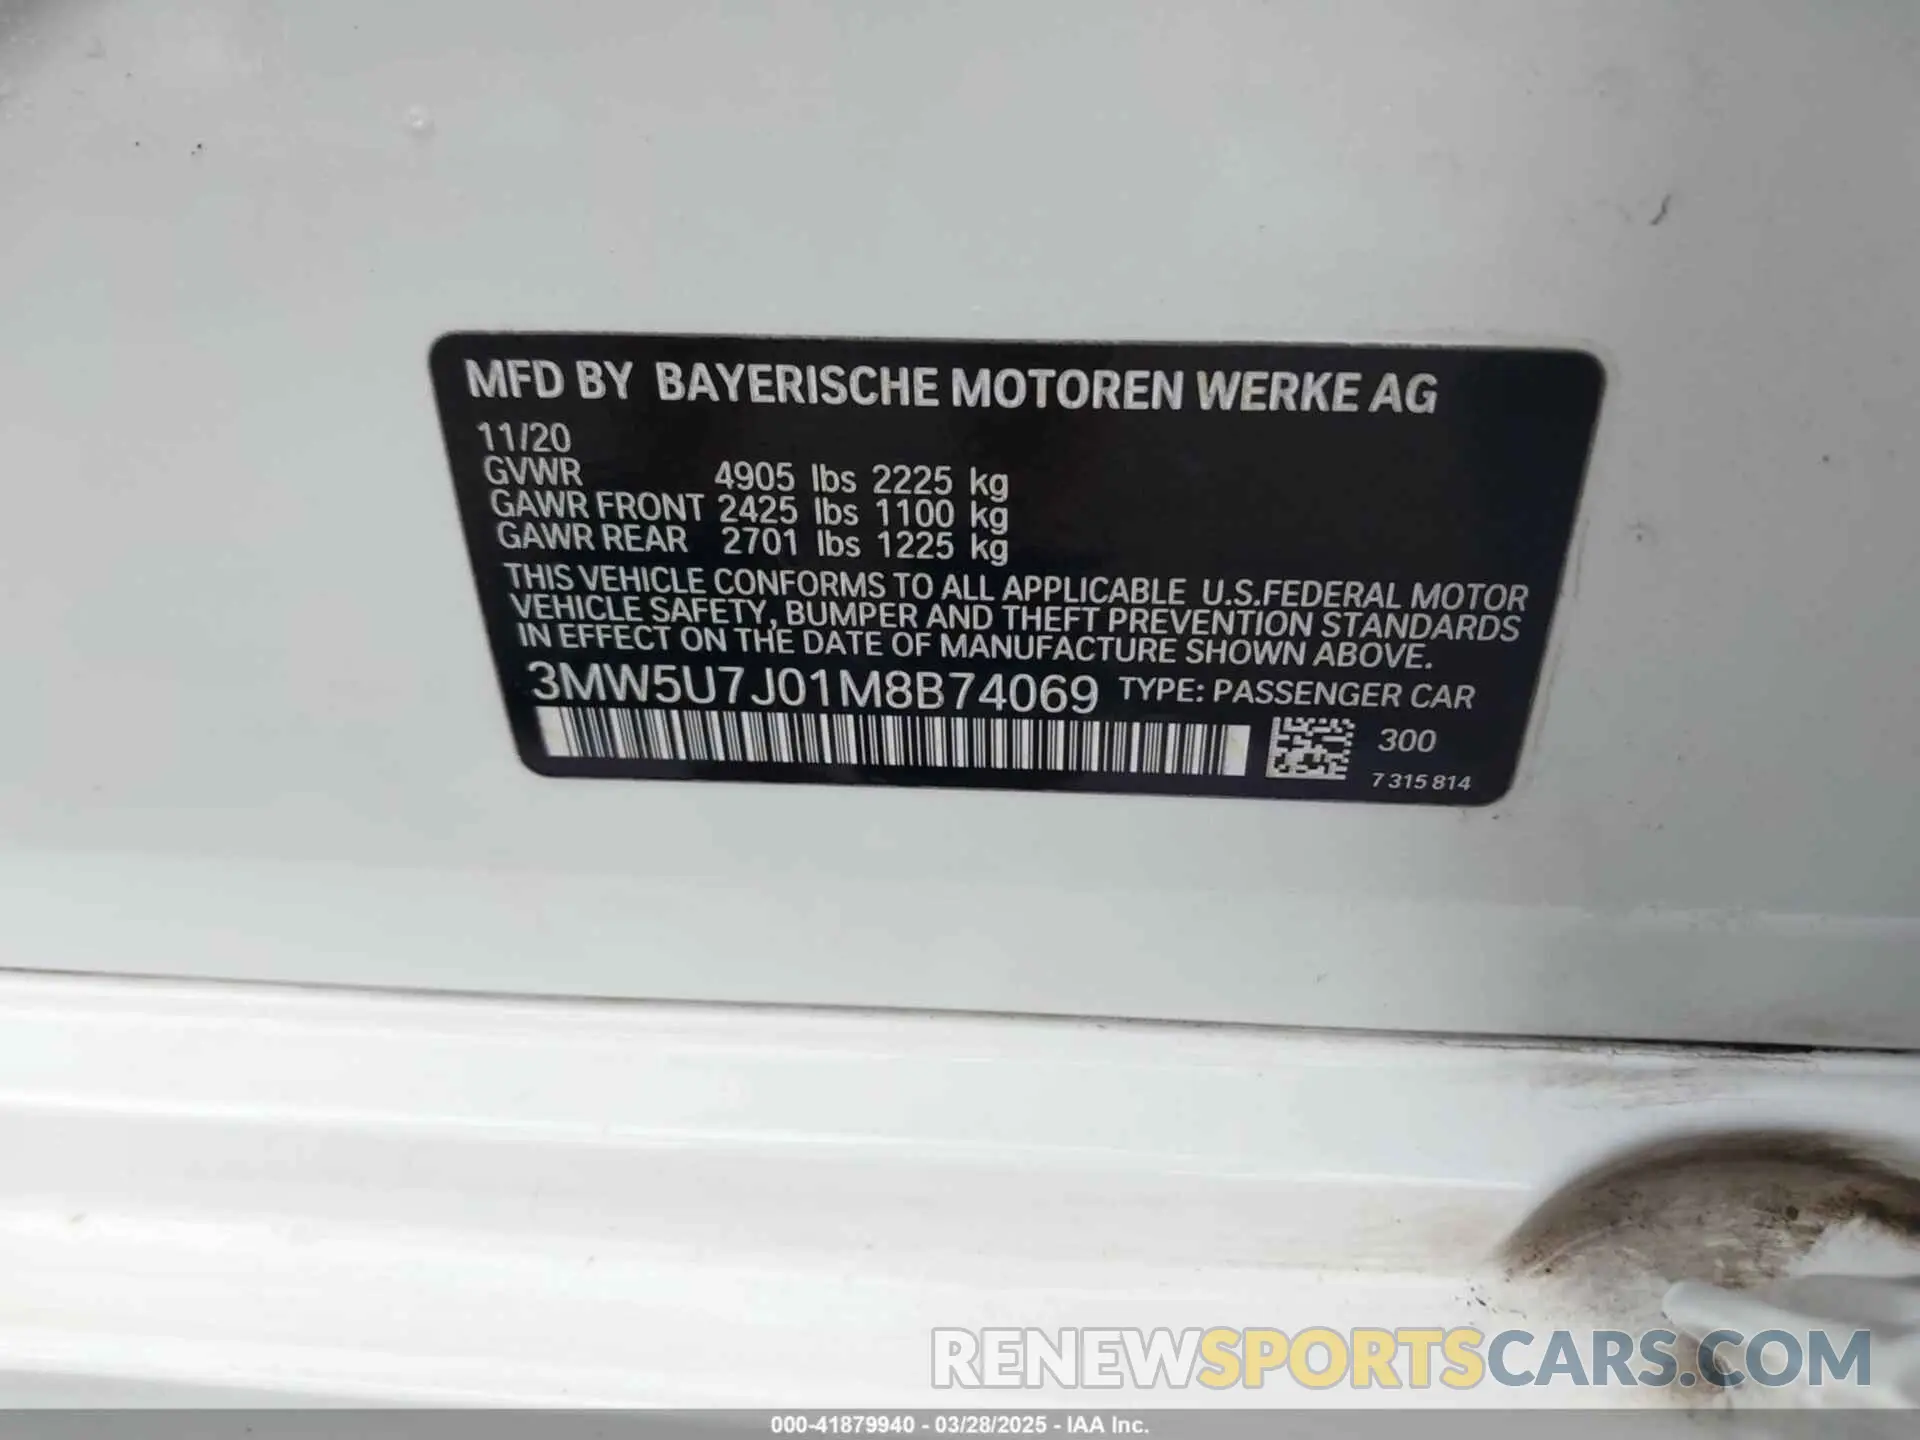 MFD BY BAYERISCHE MOTOREN WERKE AG
11/20
GVWR 4905 lbs 2225 kg
GAWR FRONT 2425 lbs 1100 kg
GAWR REAR 2701 lbs 1225 kg
THIS VEHICLE CONFORMS TO ALL APPLICABLE U.S.FEDERAL MOTOR
VEHICLE SAFETY, BUMPER AND THEFT PREVENTION STANDARDS
IN EFFECT ON THE DATE OF MANUFACTURE SHOWN ABOVE.
3MW5U7J01M8B74069 TYPE: PASSENGER CAR
300
7 315 814
RENEWSPORTSCARS.COM
000-41879940 - 03/28/2025 - IAA Inc.